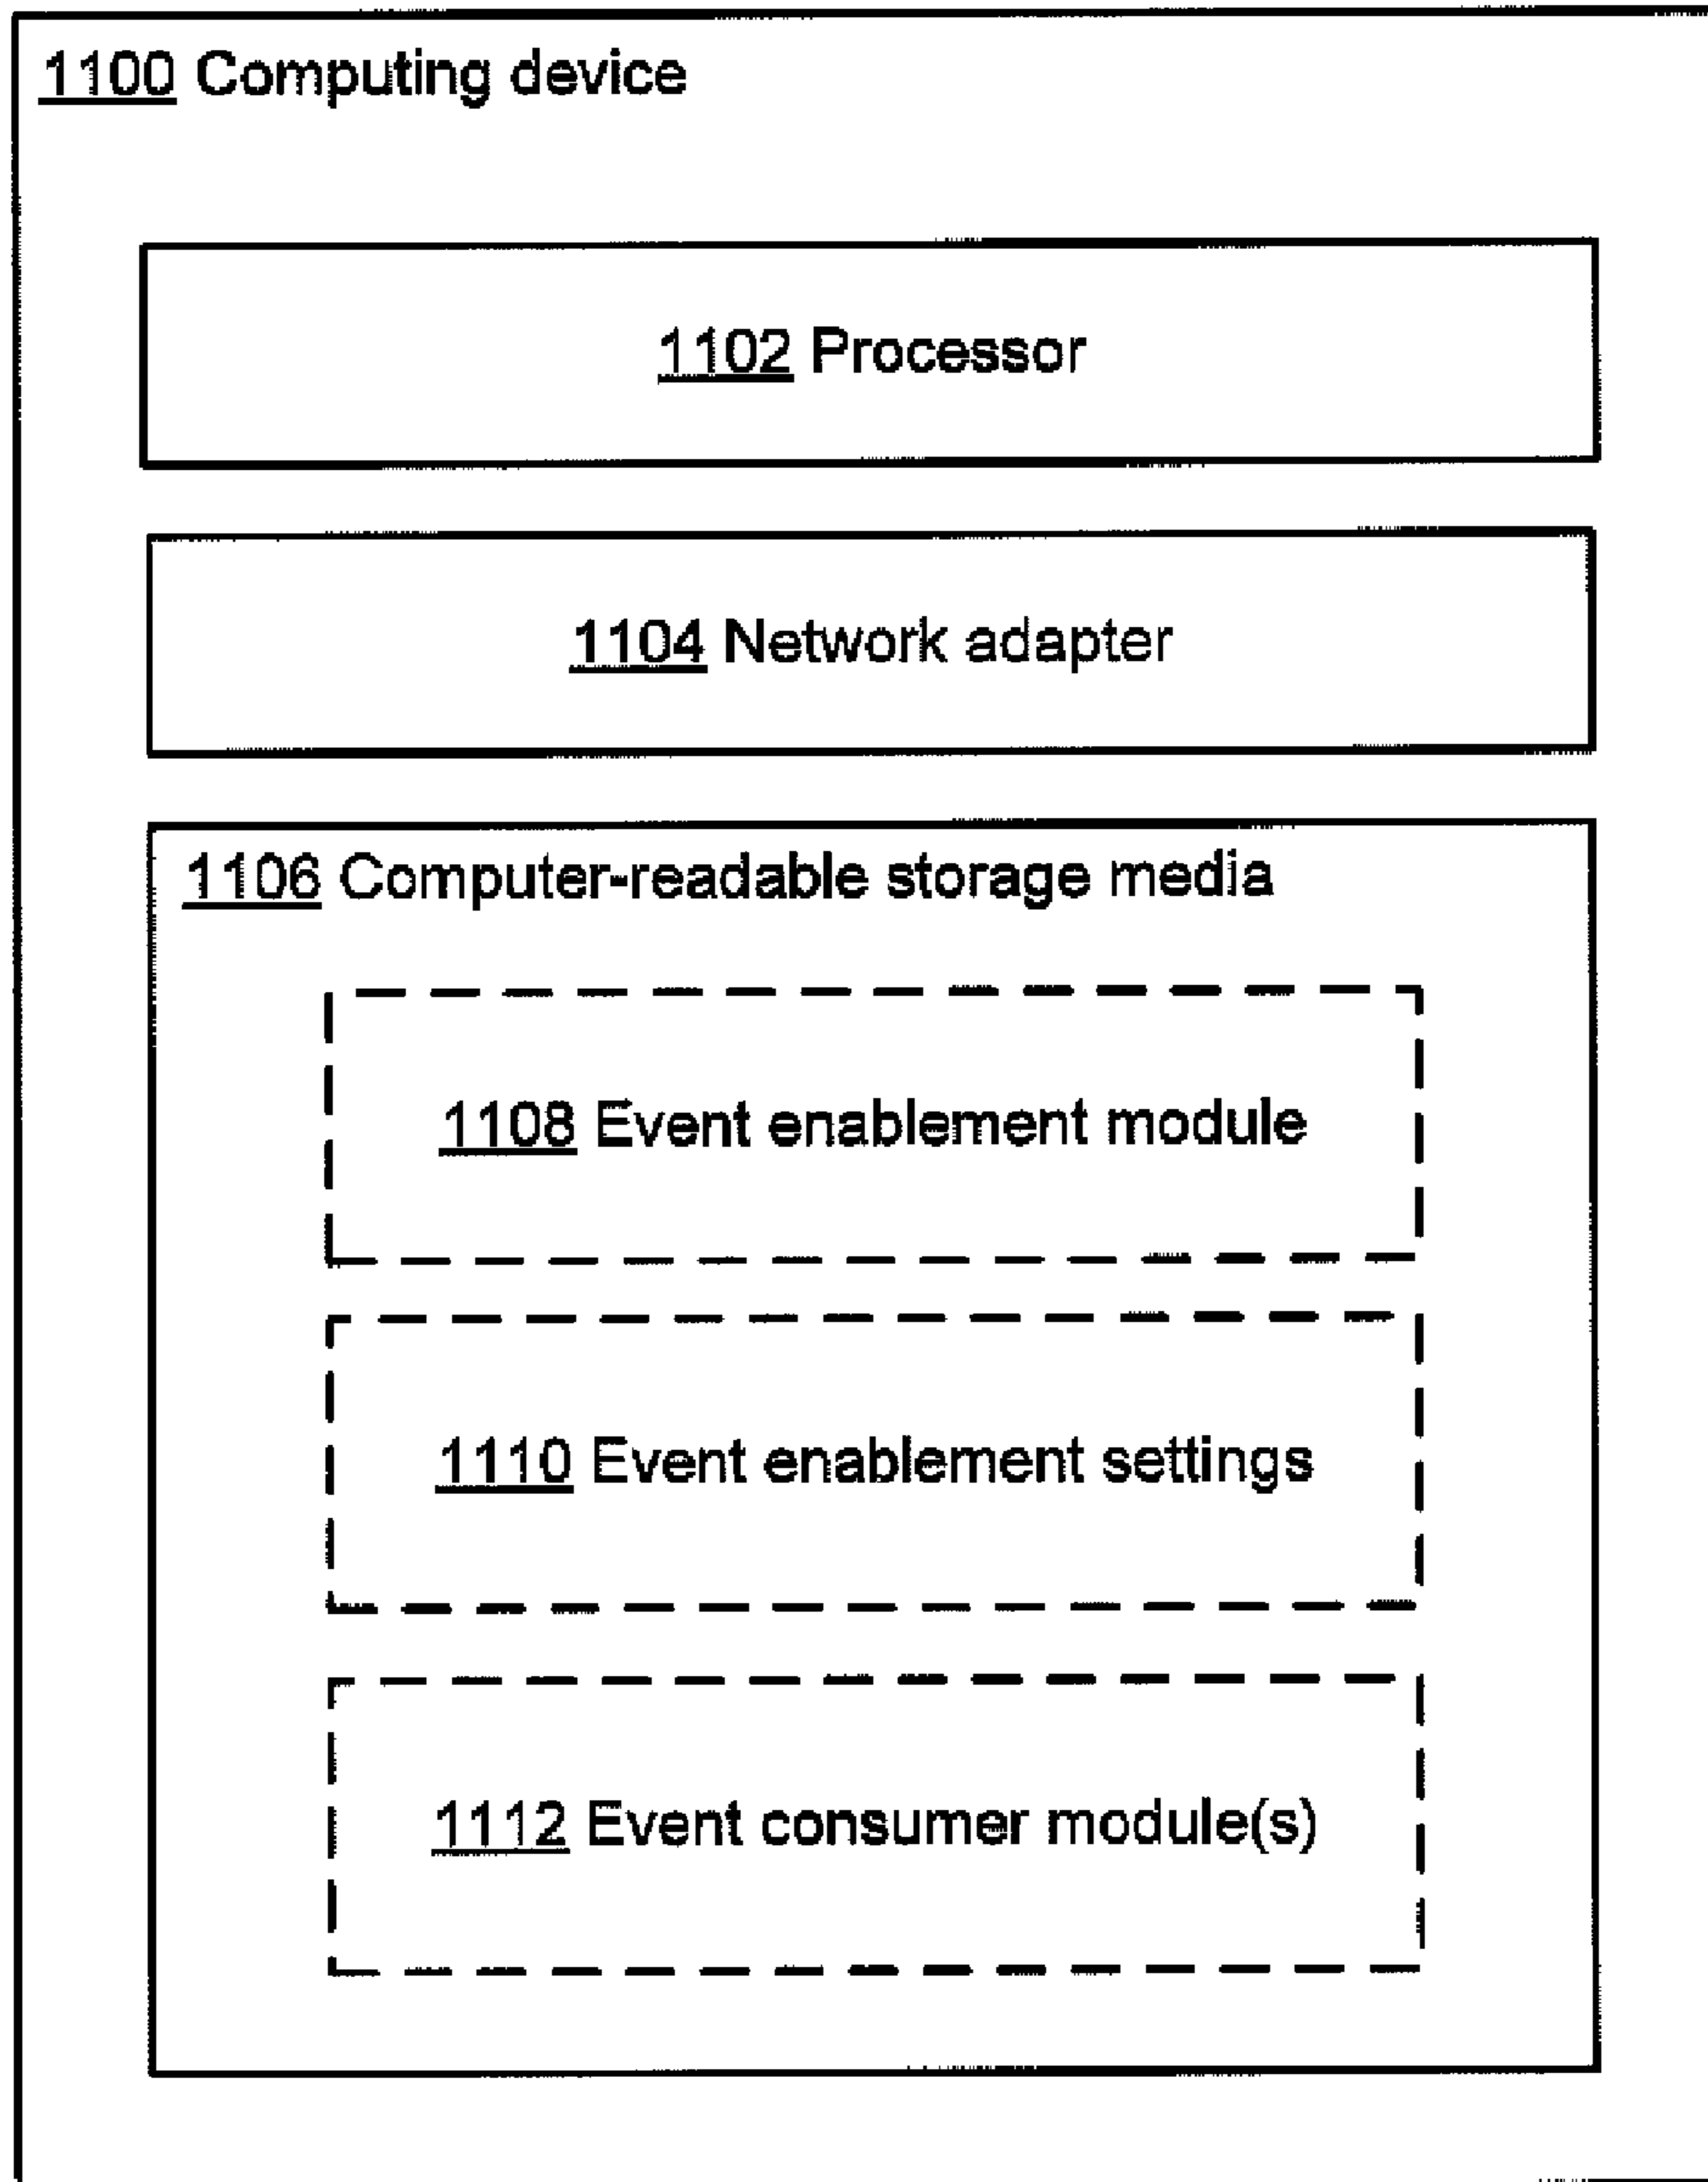 1100 Computing device
1102 Processor
1104 Network adapter
1106 Computer-readable storage media
1108 Event enablement module
1110 Event enablement settings
1112 Event consumer module(s)